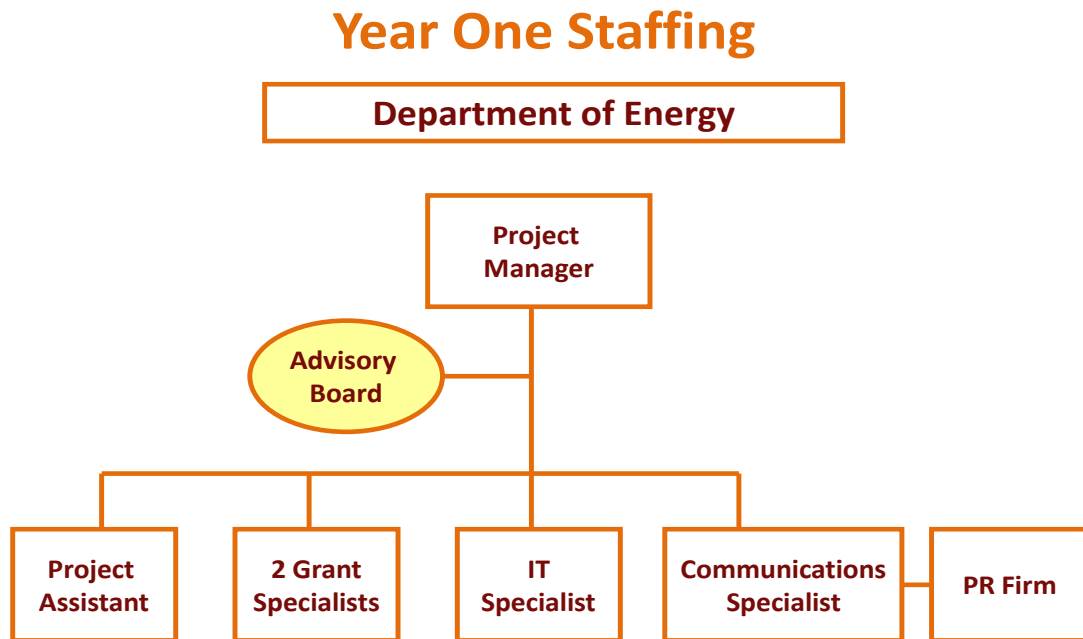 Year One Staffing
Department of Energy
Project
Manager
Advisory
Board
Project
Assistant
2 Grant
Specialists
IT
Specialist
Communications
Specialist
PR Firm